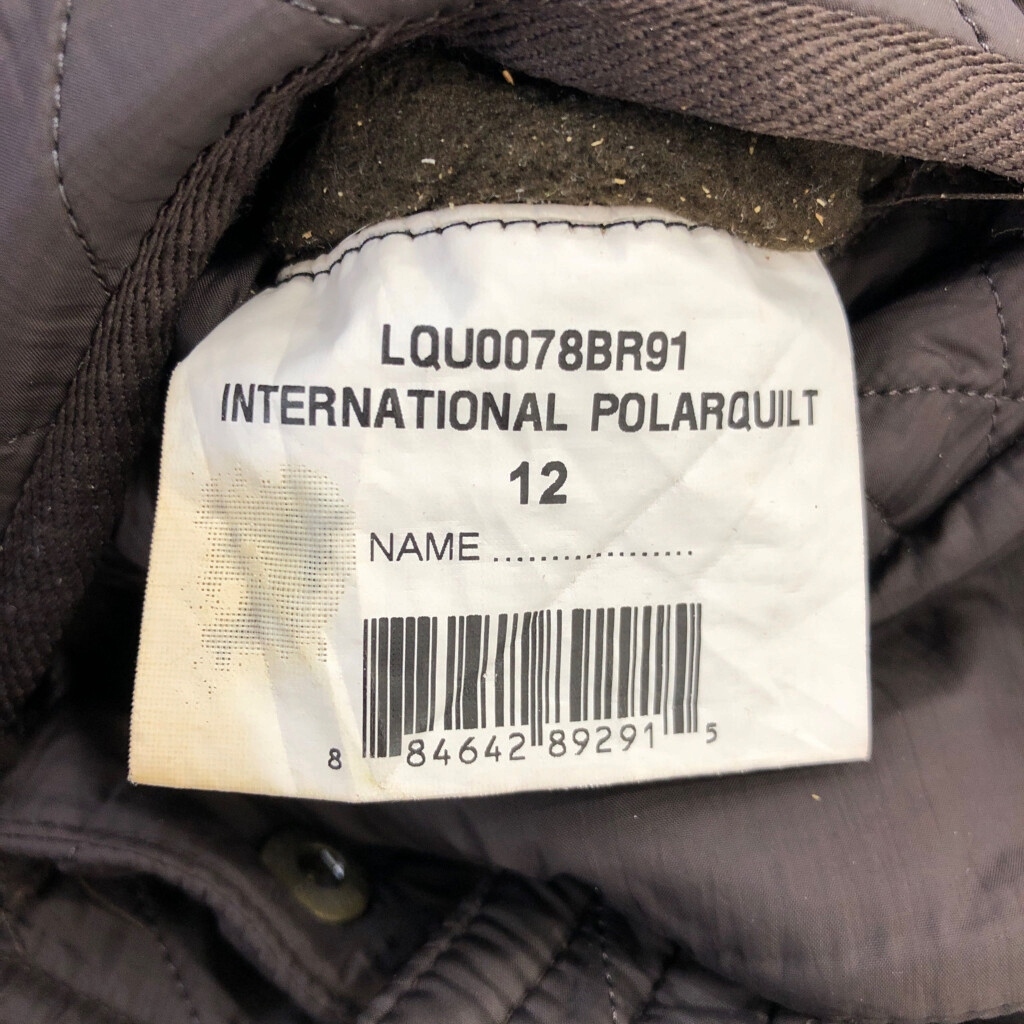 LQU0078BR91
INTERNATIONAL POLARQUILT
12
NAME ..................
8 84642 89291 5